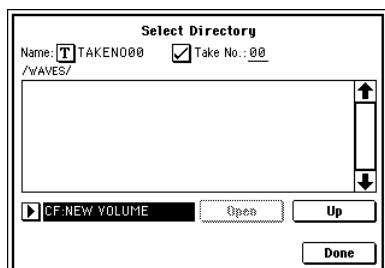 Select Directory
Name: T TAKENO00 Take No.: 00
/WAVES/
CF:NEW VOLUME Open Up
Done